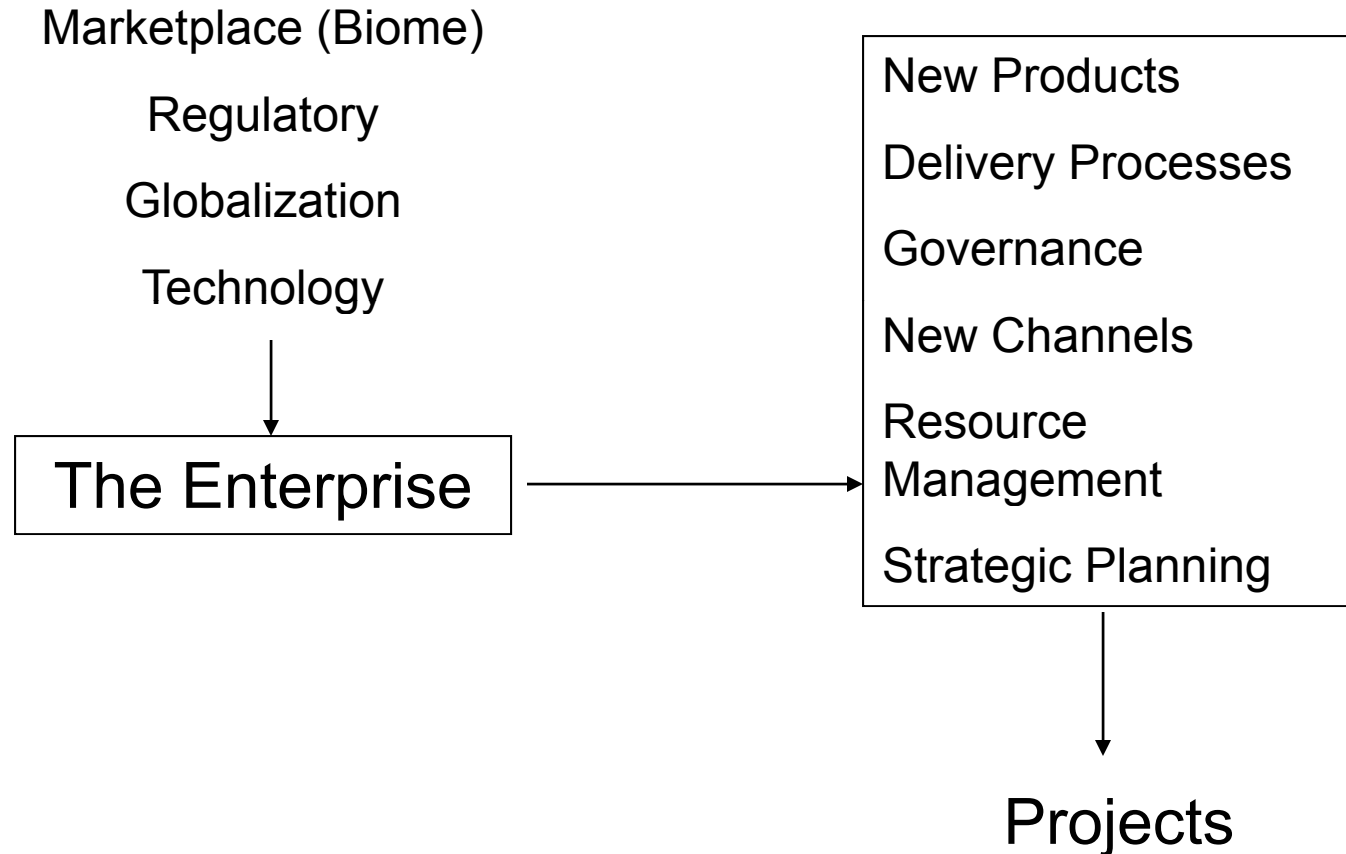 Marketplace (Biome)
Regulatory
Globalization
Technology
The Enterprise
New Products
Delivery Processes
Governance
New Channels
Resource
Management
Strategic Planning
Projects